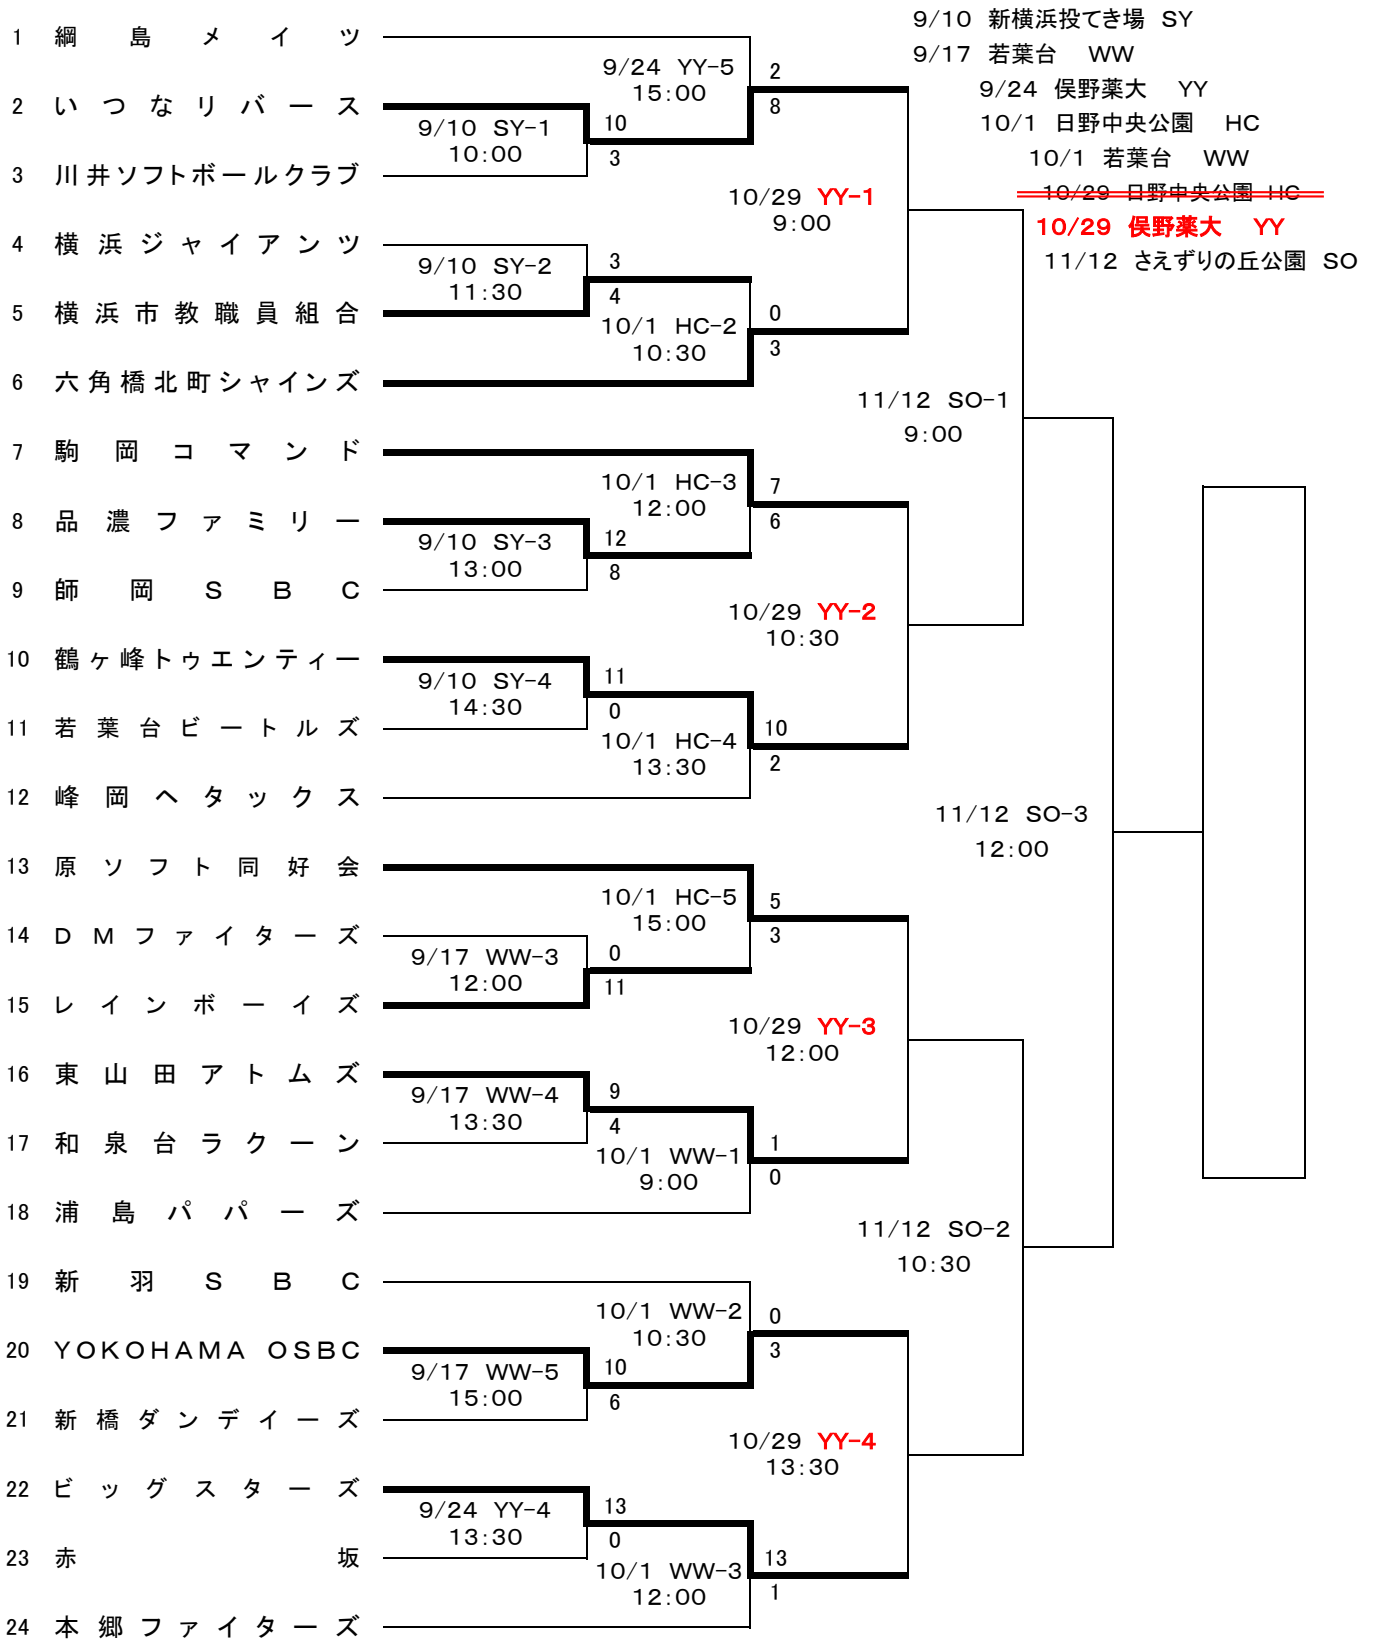 9/10 新横浜投てき場 SY
9/17 若葉台 WW
9/24 俣野薬大 YY
10/1 日野中央公園 HC
10/1 若葉台 WW
10/29 日野中央公園 HC
10/29 俣野薬大 YY
11/12 さえずりの丘公園 SO
1 綱島メイツ
9/24 YY-5
15:00
2
8
2 いつなリバース
9/10 SY-1
10:00
10
3
3 川井ソフトボールクラブ
10/29 YY-1
9:00
4 横浜ジャイアンツ
9/10 SY-2
11:30
3
4
5 横浜市教職員組合
10/1 HC-2
10:30
0
3
6 六角橋北町シャインズ
11/12 SO-1
9:00
7 駒岡コマンド
10/1 HC-3
12:00
7
6
8 品濃ファミリー
9/10 SY-3
13:00
12
8
9 師岡SBC
10/29 YY-2
10:30
10 鶴ヶ峰トゥエンティー
9/10 SY-4
14:30
11
0
11 若葉台ビートルズ
10/1 HC-4
13:30
10
2
12 峰岡ヘタックス
11/12 SO-3
12:00
13 原ソフト同好会
10/1 HC-5
15:00
5
3
14 DMファイターズ
9/17 WW-3
12:00
0
11
15 レインボーイズ
10/29 YY-3
12:00
16 東山田アトムズ
9/17 WW-4
13:30
9
4
17 和泉台ラクーン
10/1 WW-1
9:00
1
0
18 浦島パパーズ
11/12 SO-2
10:30
19 新羽SBC
10/1 WW-2
10:30
0
3
20 YOKOHAMA OSBC
9/17 WW-5
15:00
10
6
21 新橋ダンデイーズ
10/29 YY-4
13:30
22 ビッグスターズ
9/24 YY-4
13:30
13
0
23 赤坂
10/1 WW-3
12:00
13
1
24 本郷ファイターズ